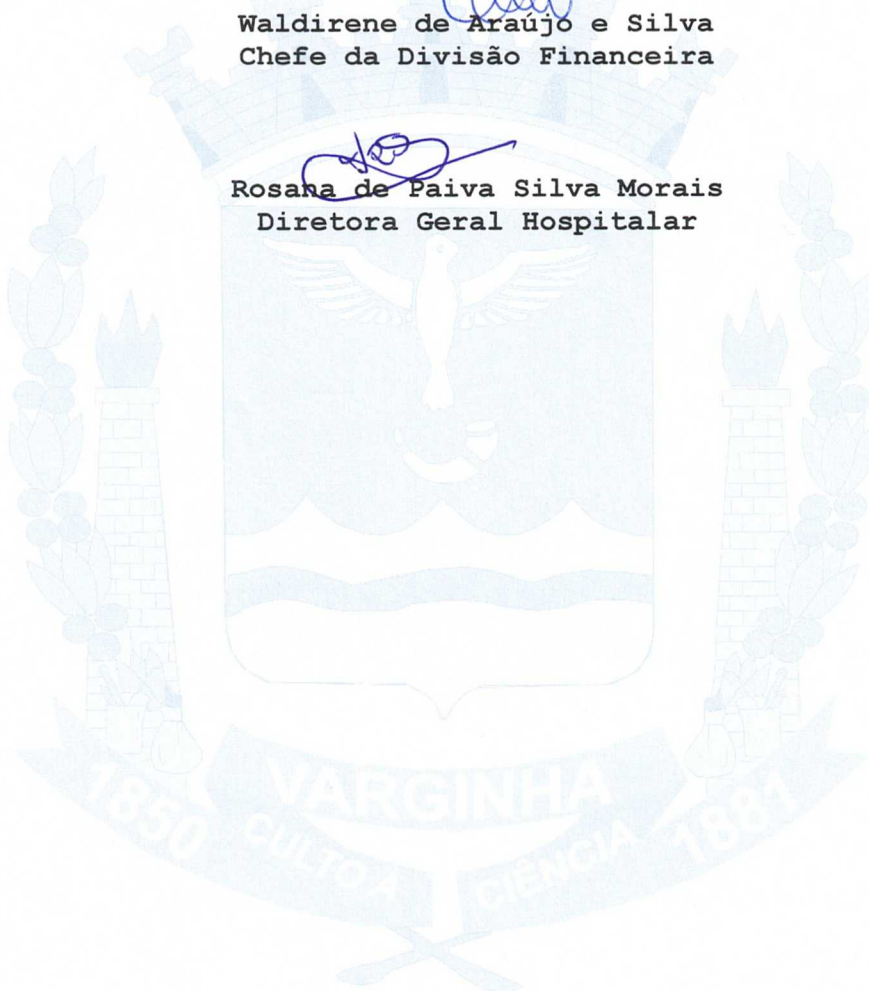 Waldirene de Araújo e Silva
Chefe da Divisão Financeira
Rosana de Paiva Silva Morais
Diretora Geral Hospitalar
VARGINHA
1850 CULTO À CIÊNCIA 1881